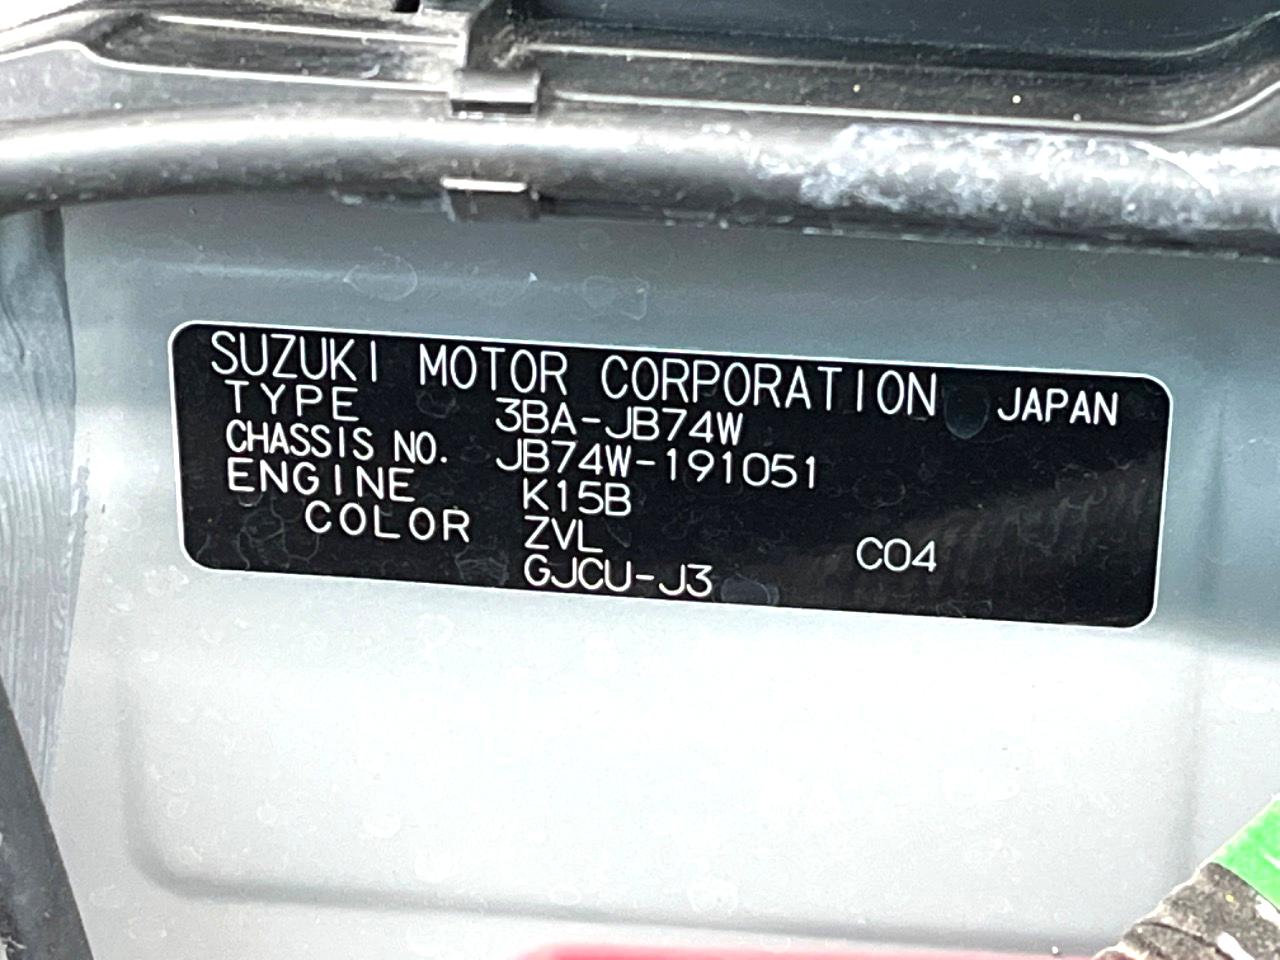 SUZUKI MOTOR CORPORATION JAPAN
TYPE 3BA-JB74W
CHASSIS NO. JB74W-191051
ENGINE K15B
COLOR ZVL C04
GJCU-J3